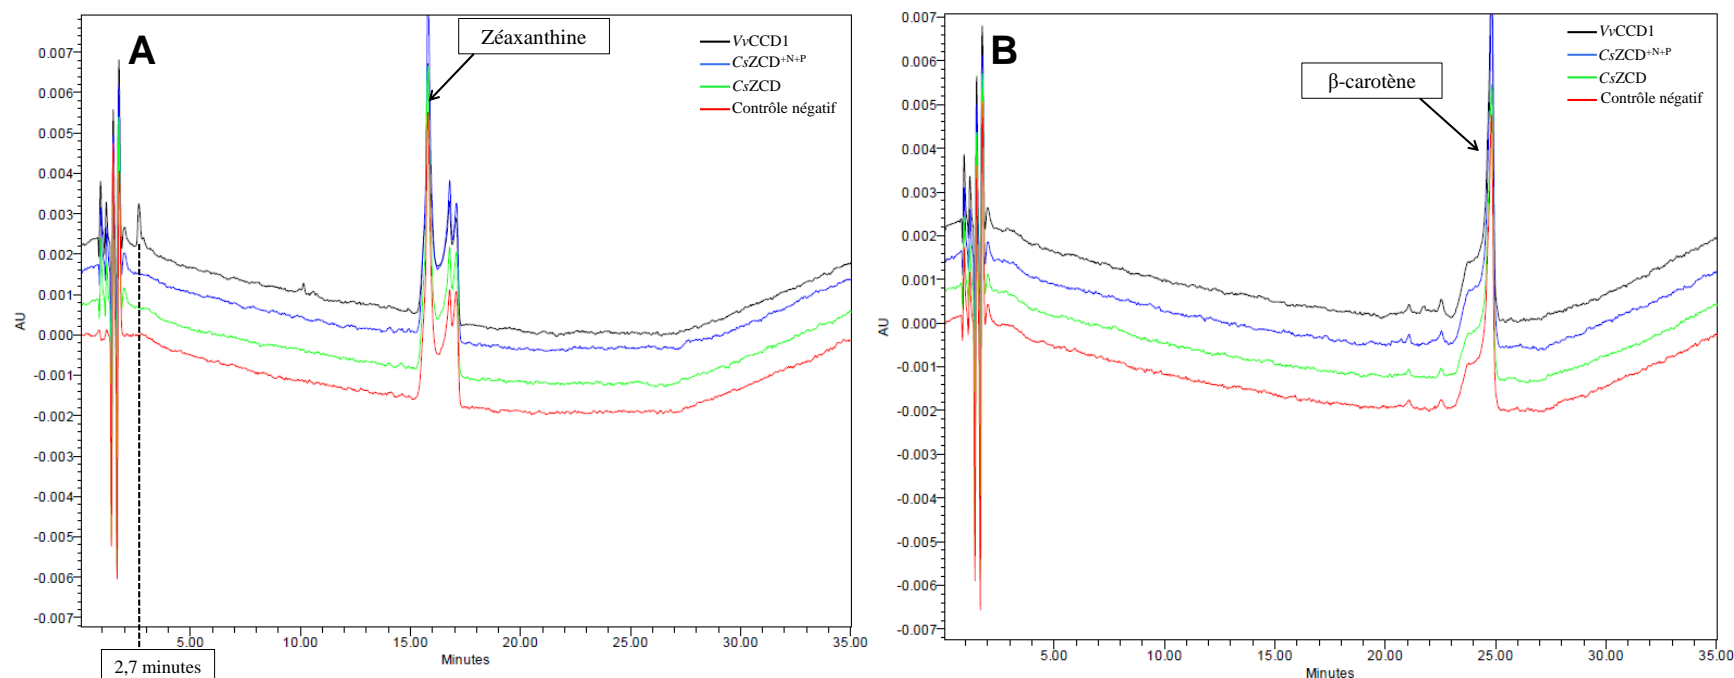 A
Zéaxanthine
VvCCD1
CsZCD+N+P
CsZCD
Contrôle négatif
0.007
0.006
0.005
0.004
0.003
0.002
0.001
0.000
-0.001
-0.002
-0.003
-0.004
-0.005
-0.006
-0.007
AU
5.00 10.00 15.00 20.00 25.00 30.00 35.00
Minutes
2,7 minutes
B
β-carotène
VvCCD1
CsZCD+N+P
CsZCD
Contrôle négatif
0.007
0.006
0.005
0.004
0.003
0.002
0.001
0.000
-0.001
-0.002
-0.003
-0.004
-0.005
-0.006
-0.007
AU
5.00 10.00 15.00 20.00 25.00 30.00 35.00
Minutes